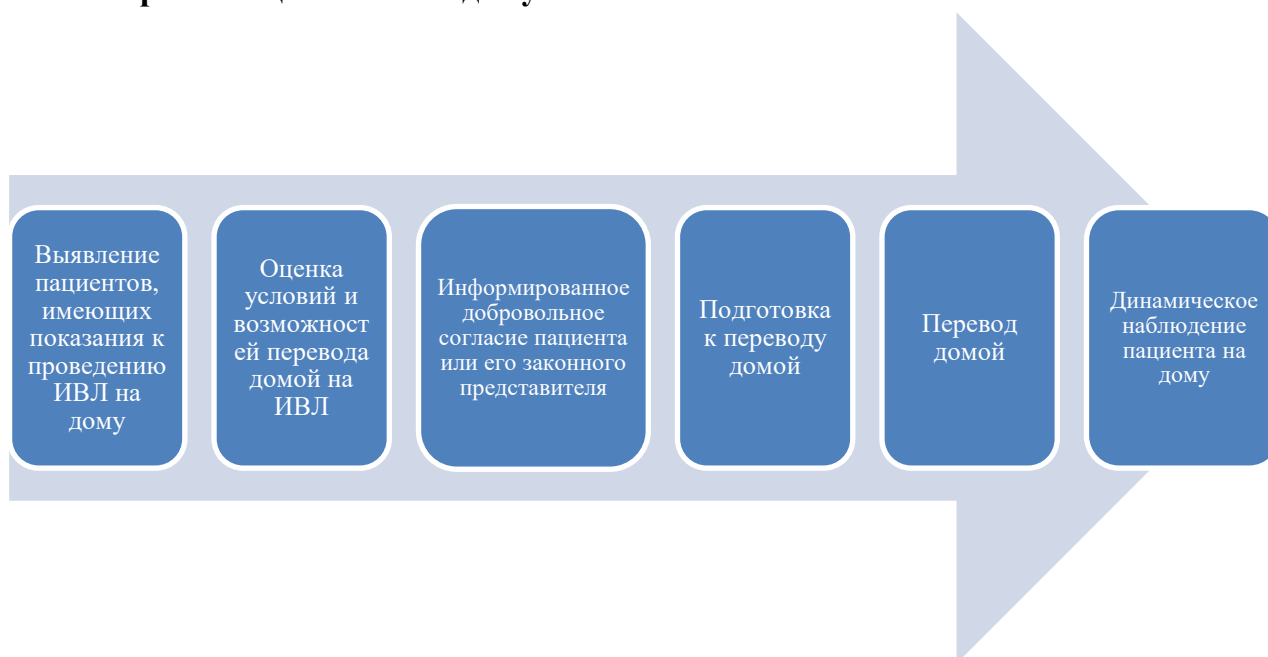 Выявление
пациентов,
имеющих
показания к
проведению
ИВЛ на
дому
Оценка
условий и
возможност
ей перевода
домой на
ИВЛ
Информированное
добровольное
согласие пациента
или его законного
представителя
Подготовка
к переводу
домой
Перевод
домой
Динамическое
наблюдение
пациента на
дому